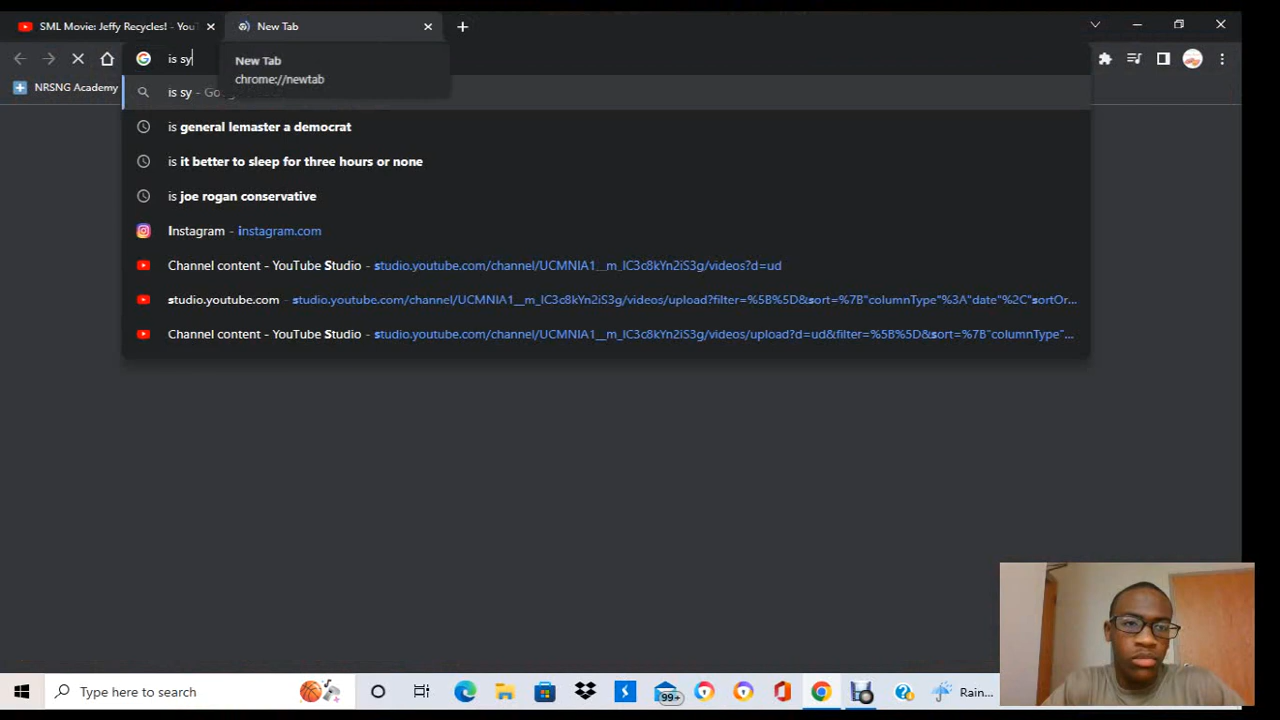 SML Movie: Jeffy Recycles! - You
New Tab
is sy
New Tab
chrome://newtab
NRSNG Academy
is sy - Goo
is general lemaster a democrat
is it better to sleep for three hours or none
is joe rogan conservative
Instagram - instagram.com
Channel content - YouTube Studio - studio.youtube.com/channel/UCMNIA1__m_IC3c8kYn2iS3g/videos?d=ud
studio.youtube.com - studio.youtube.com/channel/UCMNIA1__m_IC3c8kYn2iS3g/videos/upload?filter=%5B%5D&sort=%7B"columnType"%3A"date"%2C"sortOr...
Channel content - YouTube Studio - studio.youtube.com/channel/UCMNIA1__m_IC3c8kYn2iS3g/videos/upload?d=ud&filter=%5B%5D&sort=%7B"columnType"...
Type here to search
99+
Rain...